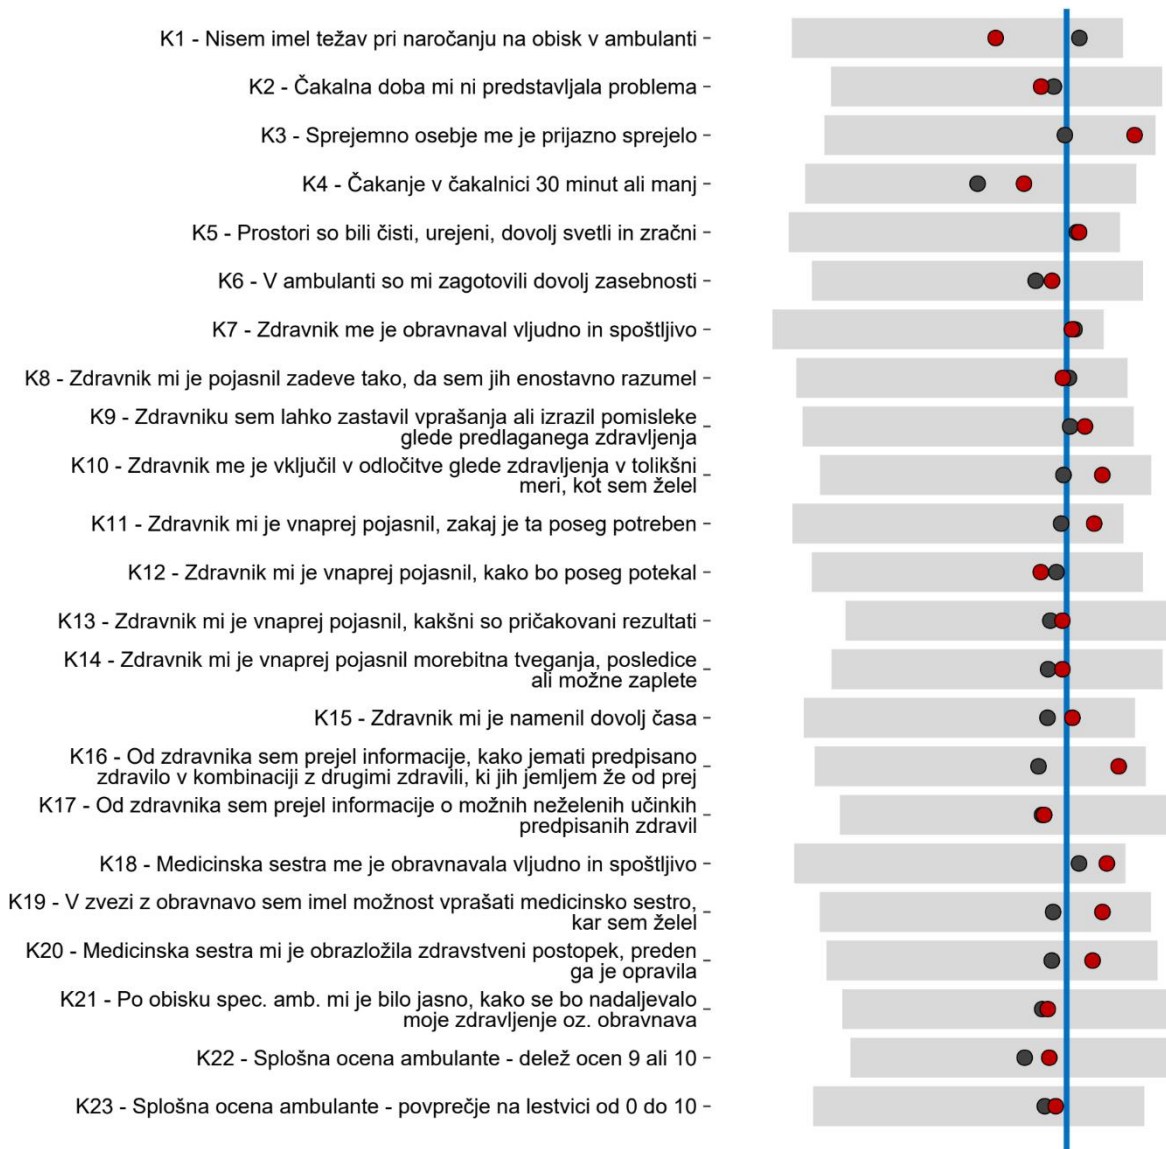 K1 - Nisem imel težav pri naročanju na obisk v ambulanti
K2 - Čakalna doba mi ni predstavljala problema
K3 - Sprejemno osebje me je prijazno sprejelo
K4 - Čakanje v čakalnici 30 minut ali manj
K5 - Prostori so bili čisti, urejeni, dovolj svetli in zračni
K6 - V ambulanti so mi zagotovili dovolj zasebnosti
K7 - Zdravnik me je obravnaval vljudno in spoštljivo
K8 - Zdravnik mi je pojasnil zadeve tako, da sem jih enostavno razumel
K9 - Zdravniku sem lahko zastavil vprašanja ali izrazil pomisleke
glede predlaganega zdravljenja
K10 - Zdravnik me je vključil v odločitve glede zdravljenja v tolikšni
meri, kot sem želel
K11 - Zdravnik mi je vnaprej pojasnil, zakaj je ta poseg potreben
K12 - Zdravnik mi je vnaprej pojasnil, kako bo poseg potekal
K13 - Zdravnik mi je vnaprej pojasnil, kakšni so pričakovani rezultati
K14 - Zdravnik mi je vnaprej pojasnil morebitna tveganja, posledice
ali možne zaplete
K15 - Zdravnik mi je namenil dovolj časa
K16 - Od zdravnika sem prejel informacije, kako jemati predpisano
zdravilo v kombinaciji z drugimi zdravili, ki jih jemljem že od prej
K17 - Od zdravnika sem prejel informacije o možnih neželenih učinkih
predpisanih zdravil
K18 - Medicinska sestra me je obravnavala vljudno in spoštljivo
K19 - V zvezi z obravnavo sem imel možnost vprašati medicinsko sestro,
kar sem želel
K20 - Medicinska sestra mi je obrazložila zdravstveni postopek, preden
ga je opravila
K21 - Po obisku spec. amb. mi je bilo jasno, kako se bo nadaljevalo
moje zdravljenje oz. obravnava
K22 - Splošna ocena ambulante - delež ocen 9 ali 10
K23 - Splošna ocena ambulante - povprečje na lestvici od 0 do 10